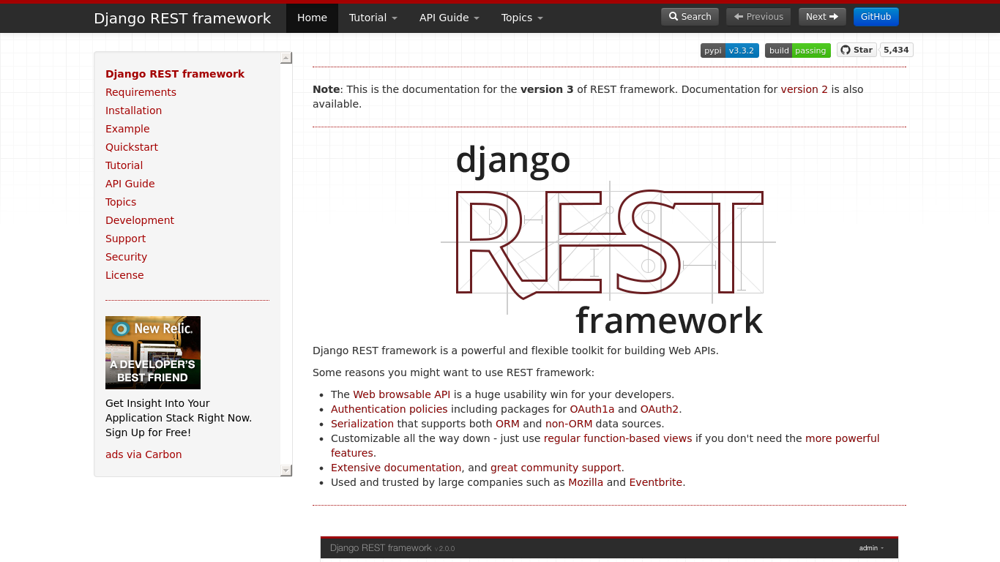 Django REST framework Home Tutorial API Guide Topics Search Previous Next GitHub
pypi v3.3.2 build passing Star 5,434
Django REST framework
Requirements
Installation
Example
Quickstart
Tutorial
API Guide
Topics
Development
Support
Security
License
New Relic.
A DEVELOPER'S
BEST FRIEND
Get Insight Into Your
Application Stack Right Now.
Sign Up for Free!
ads via Carbon
Note: This is the documentation for the version 3 of REST framework. Documentation for version 2 is also
available.
django
REST
framework
Django REST framework is a powerful and flexible toolkit for building Web APIs.
Some reasons you might want to use REST framework:
• The Web browsable API is a huge usability win for your developers.
• Authentication policies including packages for OAuth1a and OAuth2.
• Serialization that supports both ORM and non-ORM data sources.
• Customizable all the way down - just use regular function-based views if you don't need the more powerful
features.
• Extensive documentation, and great community support.
• Used and trusted by large companies such as Mozilla and Eventbrite.
Django REST framework v 2.0.0 admin